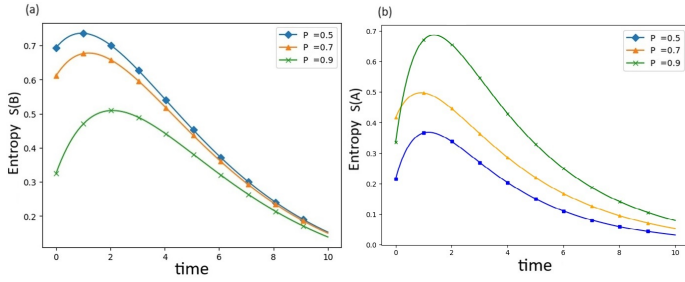 (a)
P =0.5
P =0.7
P =0.9
Entropy S(B)
0.7
0.6
0.5
0.4
0.3
0.2
0 2 4 6 8 10
time
(b)
P =0.5
P =0.7
P =0.9
Entropy S(A)
0.7
0.6
0.5
0.4
0.3
0.2
0.1
0.0
0 2 4 6 8 10
time